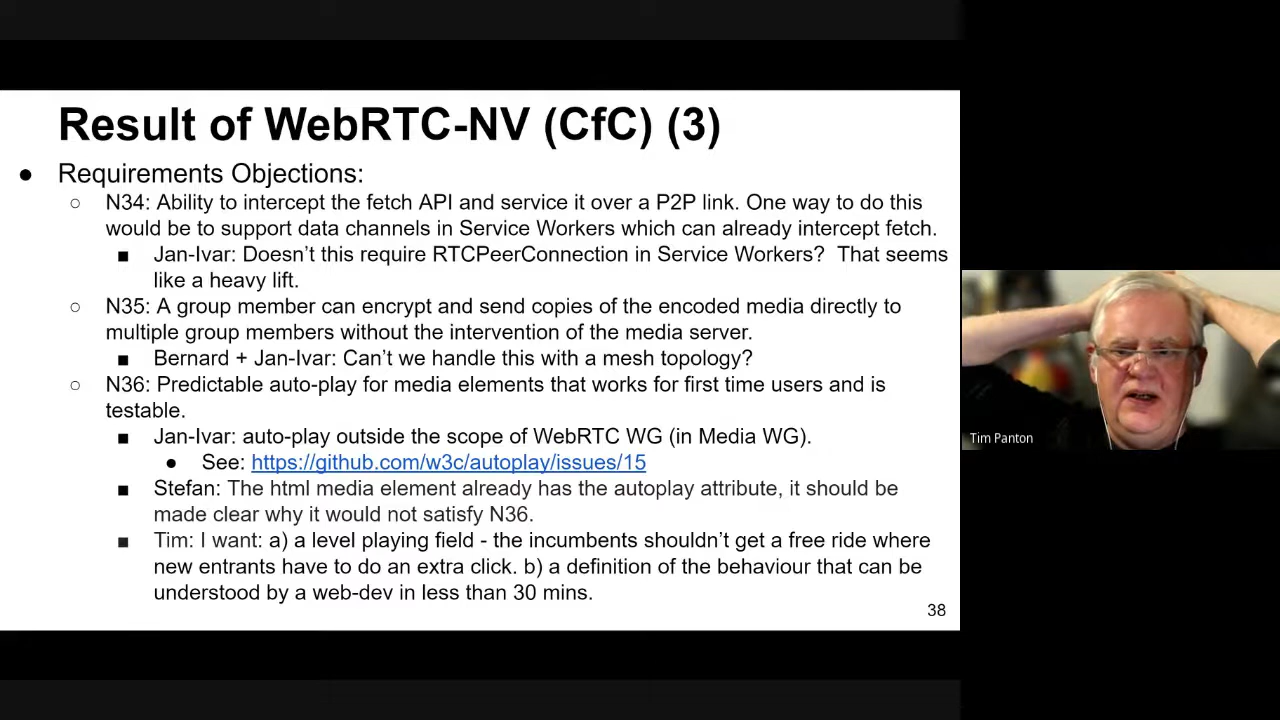 Result of WebRTC-NV (CfC) (3)
● Requirements Objections:
○ N34: Ability to intercept the fetch API and service it over a P2P link. One way to do this
would be to support data channels in Service Workers which can already intercept fetch.
■ Jan-Ivar: Doesn’t this require RTCPeerConnection in Service Workers? That seems
like a heavy lift.
○ N35: A group member can encrypt and send copies of the encoded media directly to
multiple group members without the intervention of the media server.
■ Bernard + Jan-Ivar: Can’t we handle this with a mesh topology?
○ N36: Predictable auto-play for media elements that works for first time users and is
testable.
■ Jan-Ivar: auto-play outside the scope of WebRTC WG (in Media WG).
● See: https://github.com/w3c/autoplay/issues/15
■ Stefan: The html media element already has the autoplay attribute, it should be
made clear why it would not satisfy N36.
■ Tim: I want: a) a level playing field - the incumbents shouldn’t get a free ride where
new entrants have to do an extra click. b) a definition of the behaviour that can be
understood by a web-dev in less than 30 mins.
38
Tim Panton